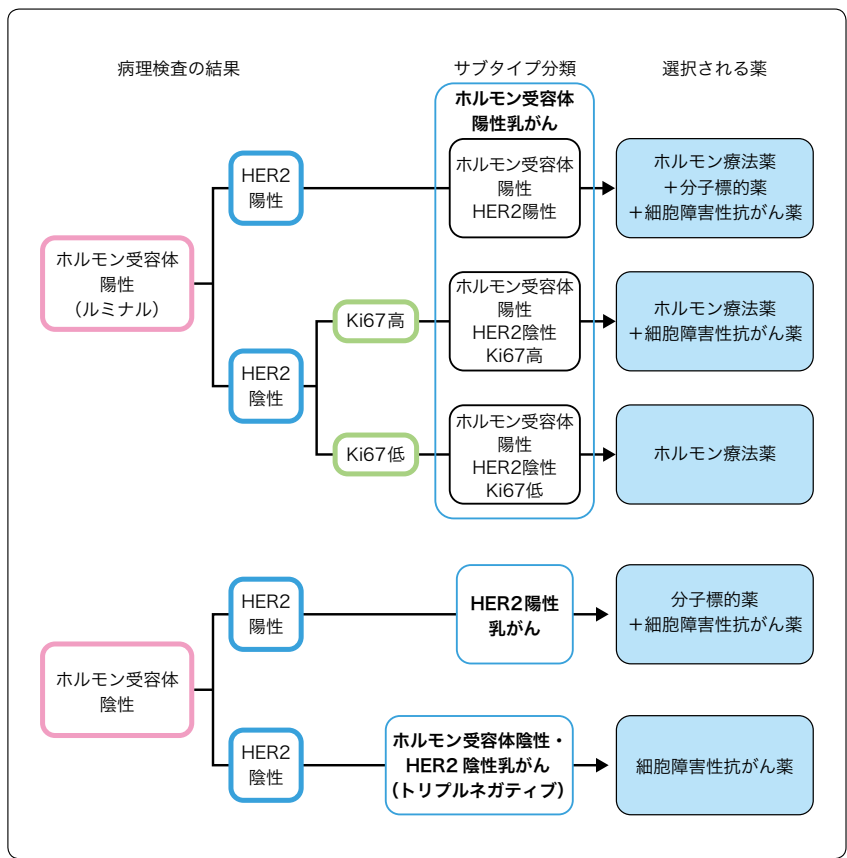 病理検査の結果
サブタイプ分類
選択される薬
ホルモン受容体
陽性乳がん
ホルモン受容体
陽性
（ルミナル）
HER2
陽性
ホルモン受容体
陽性
HER2陽性
ホルモン療法薬
＋分子標的薬
＋細胞障害性抗がん薬
HER2
陰性
Ki67高
ホルモン受容体
陽性
HER2陰性
Ki67高
ホルモン療法薬
＋細胞障害性抗がん薬
Ki67低
ホルモン受容体
陽性
HER2陰性
Ki67低
ホルモン療法薬
ホルモン受容体
陰性
HER2
陽性
HER2陽性
乳がん
分子標的薬
＋細胞障害性抗がん薬
HER2
陰性
ホルモン受容体陰性・
HER2 陰性乳がん
（トリプルネガティブ）
細胞障害性抗がん薬